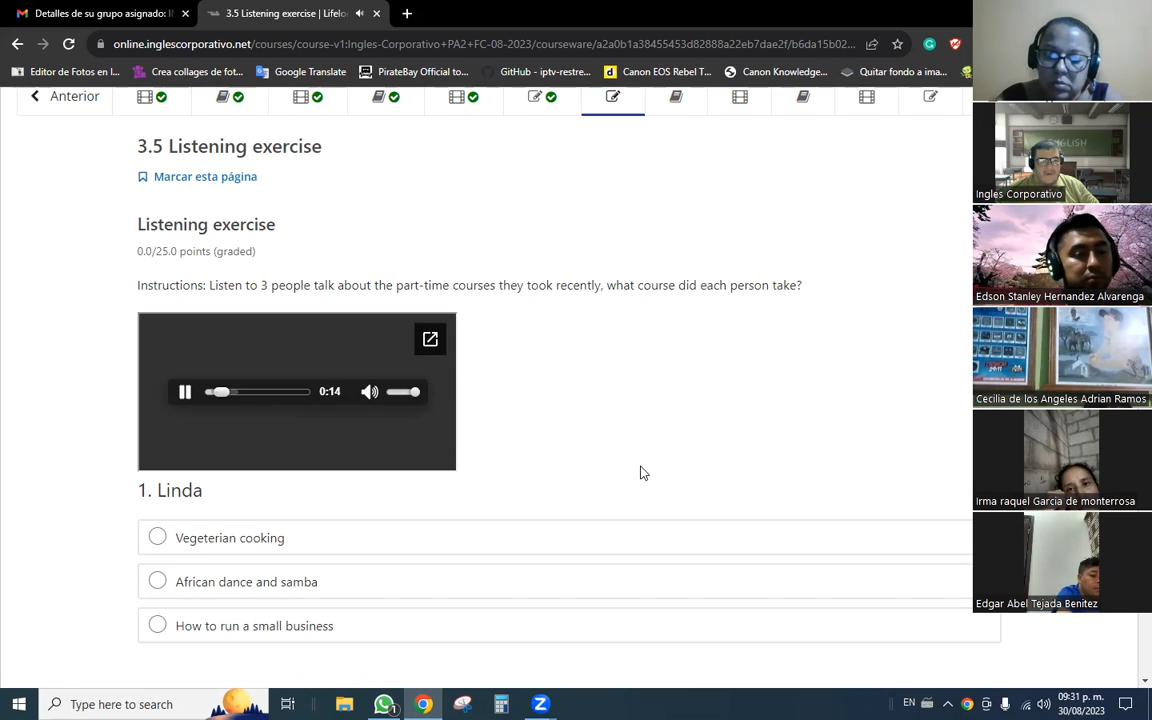 Detalles de su grupo asignado: I
3.5 Listening exercise | Lifelo
online.inglescorporativo.net/courses/course-v1:Ingles-Corporativo+PA2+FC-08-2023/courseware/a2a0b1a38455453d82888a22eb7dae2f/b6da15b02...
Editor de Fotos en l...
Crea collages de fot...
Google Translate
PirateBay Official to...
GitHub - iptv-restre...
Canon EOS Rebel T...
Canon Knowledge...
Quitar fondo a ima...
Anterior
3.5 Listening exercise
Marcar esta página
Listening exercise
0.0/25.0 points (graded)
Instructions: Listen to 3 people talk about the part-time courses they took recently, what course did each person take?
0:14
1. Linda
Vegeterian cooking
African dance and samba
How to run a small business
ENGLISH
Ingles Corporativo
Edson Stanley Hernandez Alvarenga
Cecilia de los Angeles Adrian Ramos
Irma raquel Garcia de monterrosa
Edgar Abel Tejada Benitez
Type here to search
1
EN
09:31 p. m.
30/08/2023